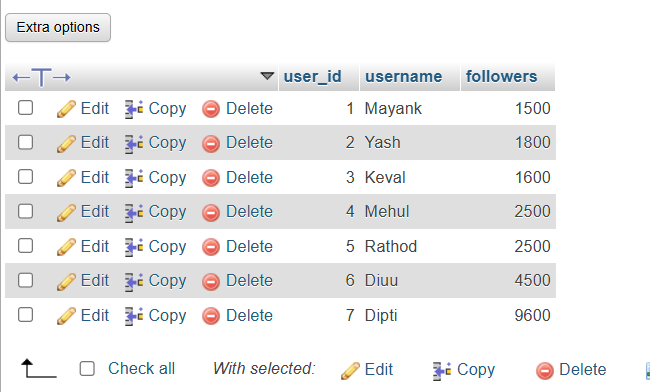 Extra options
user_id username followers
Edit Copy Delete 1 Mayank 1500
Edit Copy Delete 2 Yash 1800
Edit Copy Delete 3 Keval 1600
Edit Copy Delete 4 Mehul 2500
Edit Copy Delete 5 Rathod 2500
Edit Copy Delete 6 Diuu 4500
Edit Copy Delete 7 Dipti 9600
Check all With selected: Edit Copy Delete